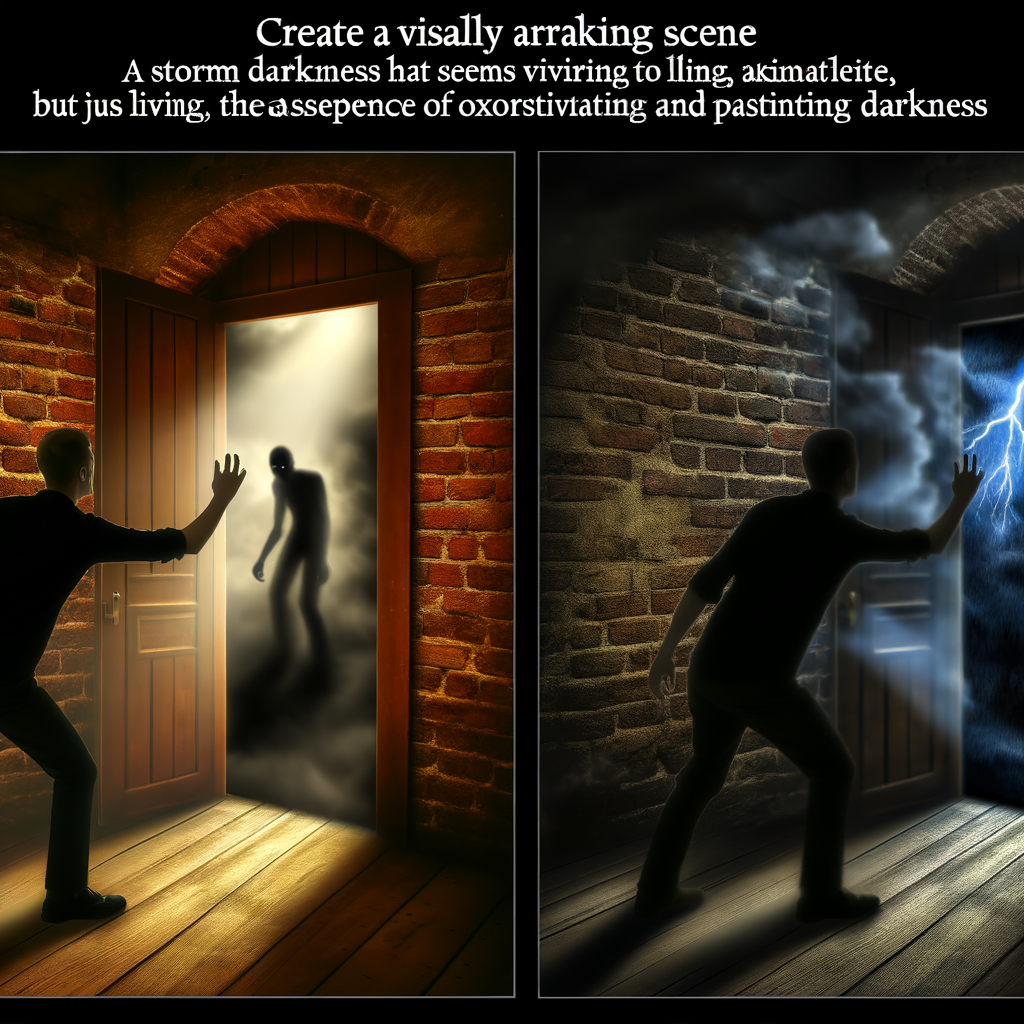 Create a visally arraking scene
A storm darkmess hat seems viviring to lling, akimatleite,
but jus living, the assepence of oxorstivtating and pastinting darkness